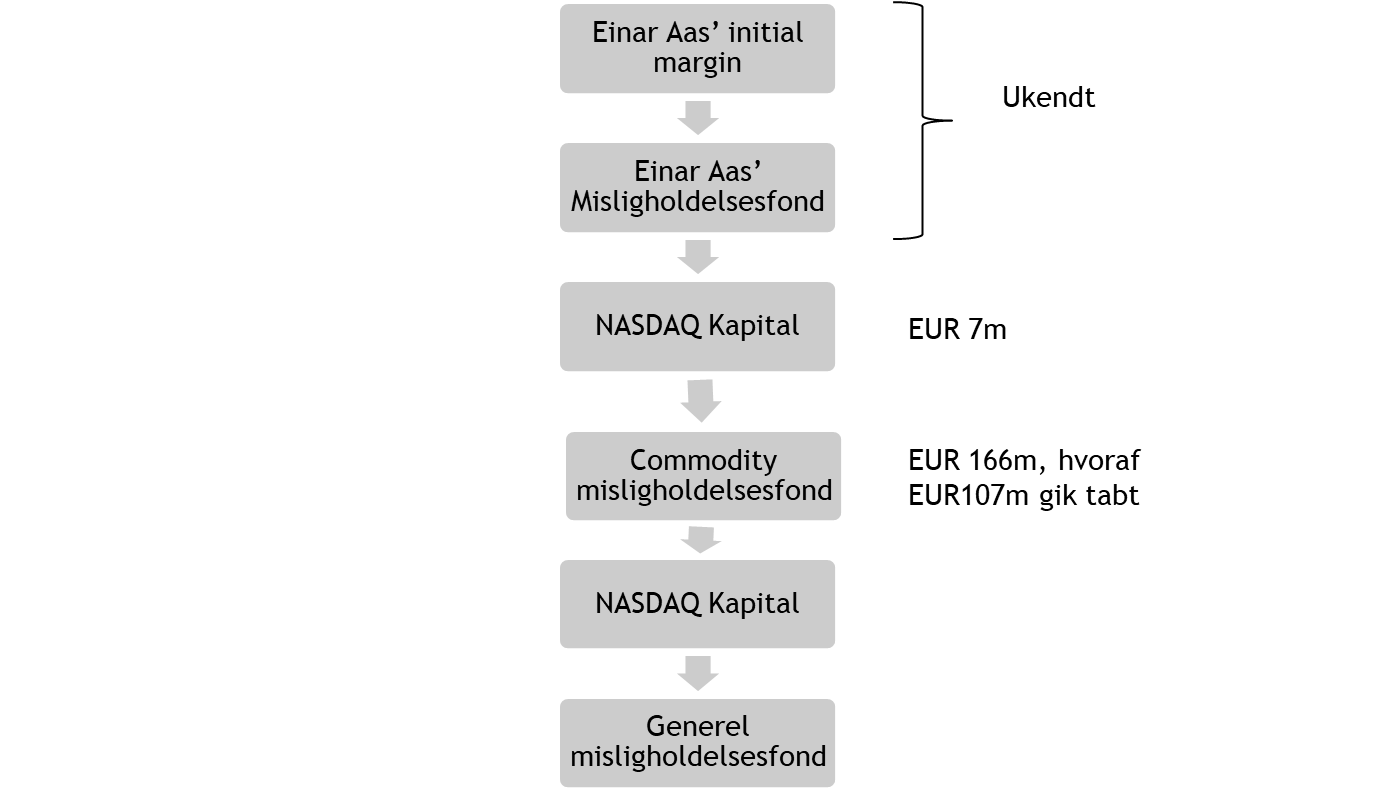 Einar Aas’ initial
margin
Ukendt
Einar Aas’
Misligholdelsesfond
NASDAQ Kapital
EUR 7m
Commodity
misligholdelsesfond
EUR 166m, hvoraf
EUR107m gik tabt
NASDAQ Kapital
Generel
misligholdelsesfond